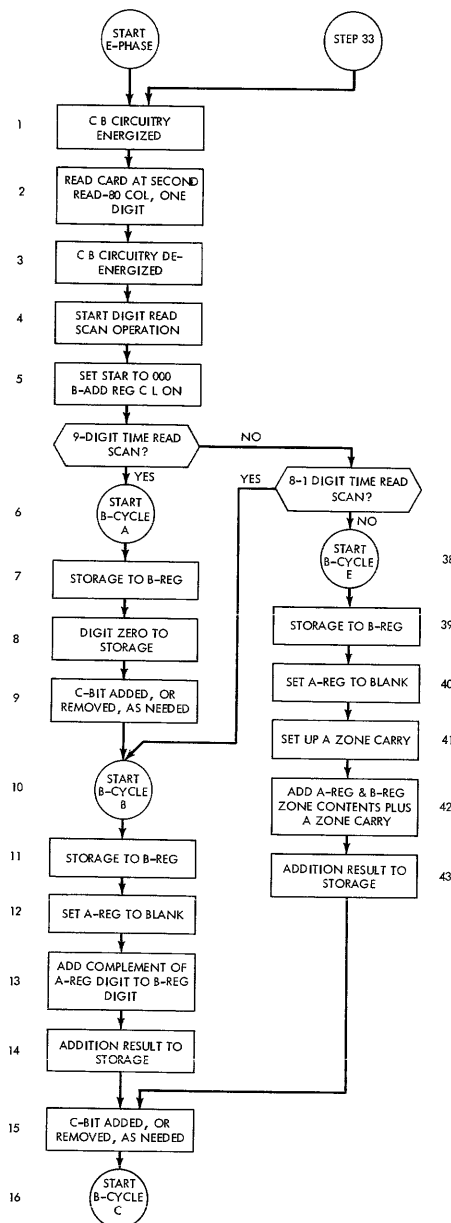 START
E-PHASE
STEP 33
1
C B CIRCUITRY
ENERGIZED
2
READ CARD AT SECOND
READ-80 COL, ONE
DIGIT
3
C B CIRCUITRY DE-
ENERGIZED
4
START DIGIT READ
SCAN OPERATION
5
SET STAR TO 000
B-ADD REG C L ON
9-DIGIT TIME READ
SCAN?
NO
YES
8-1 DIGIT TIME READ
SCAN?
YES
NO
6
START
B-CYCLE
A
7
STORAGE TO B-REG
8
DIGIT ZERO TO
STORAGE
9
C-BIT ADDED, OR
REMOVED, AS NEEDED
START
B-CYCLE
E
38
STORAGE TO B-REG
39
SET A-REG TO BLANK
40
SET UP A ZONE CARRY
41
ADD A-REG & B-REG
ZONE CONTENTS PLUS
A ZONE CARRY
42
ADDITION RESULT TO
STORAGE
43
10
START
B-CYCLE
B
11
STORAGE TO B-REG
12
SET A-REG TO BLANK
13
ADD COMPLEMENT OF
A-REG DIGIT TO B-REG
DIGIT
14
ADDITION RESULT TO
STORAGE
15
C-BIT ADDED, OR
REMOVED, AS NEEDED
16
START
B-CYCLE
C